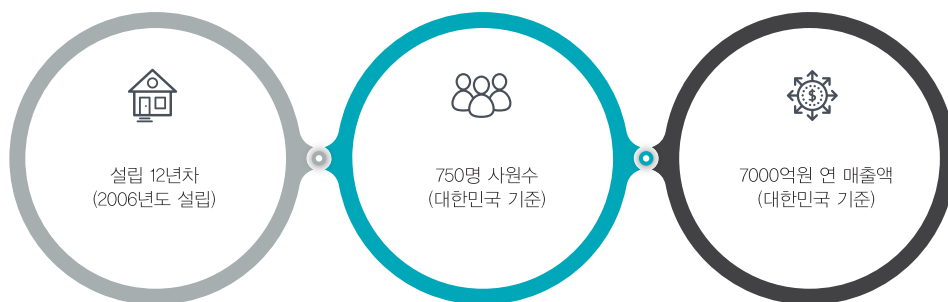 설립 12년차
(2006년도 설립)
750명 사원수
(대한민국 기준)
7000억원 연 매출액
(대한민국 기준)